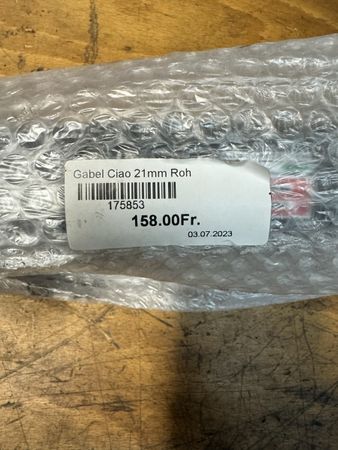 Gabel Ciao 21mm Roh
175853
158.00Fr.
03.07.2023